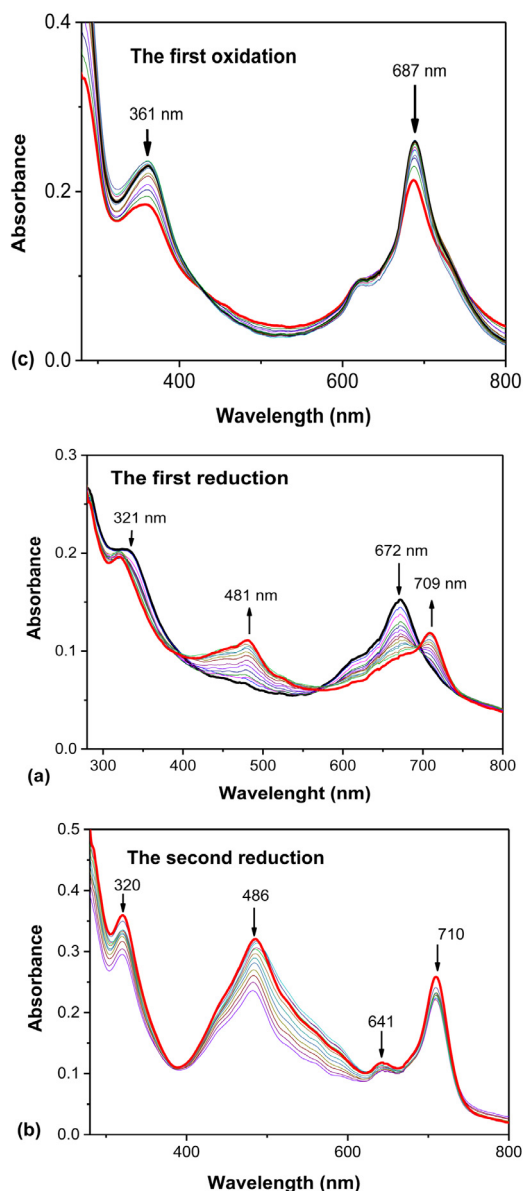 The first oxidation
687 nm
361 nm
0.4
0.2
0.0
Absorbance
400
600
800
(c)
Wavelength (nm)
0.3
The first reduction
321 nm
672 nm
481 nm
709 nm
0.2
0.1
0.0
Absorbance
300
400
500
600
700
800
(a)
Wavelenght (nm)
0.5
The second reduction
320
486
710
641
0.4
0.3
0.2
0.1
0.0
Absorbance
(b)
400
600
800
Wavelength (nm)